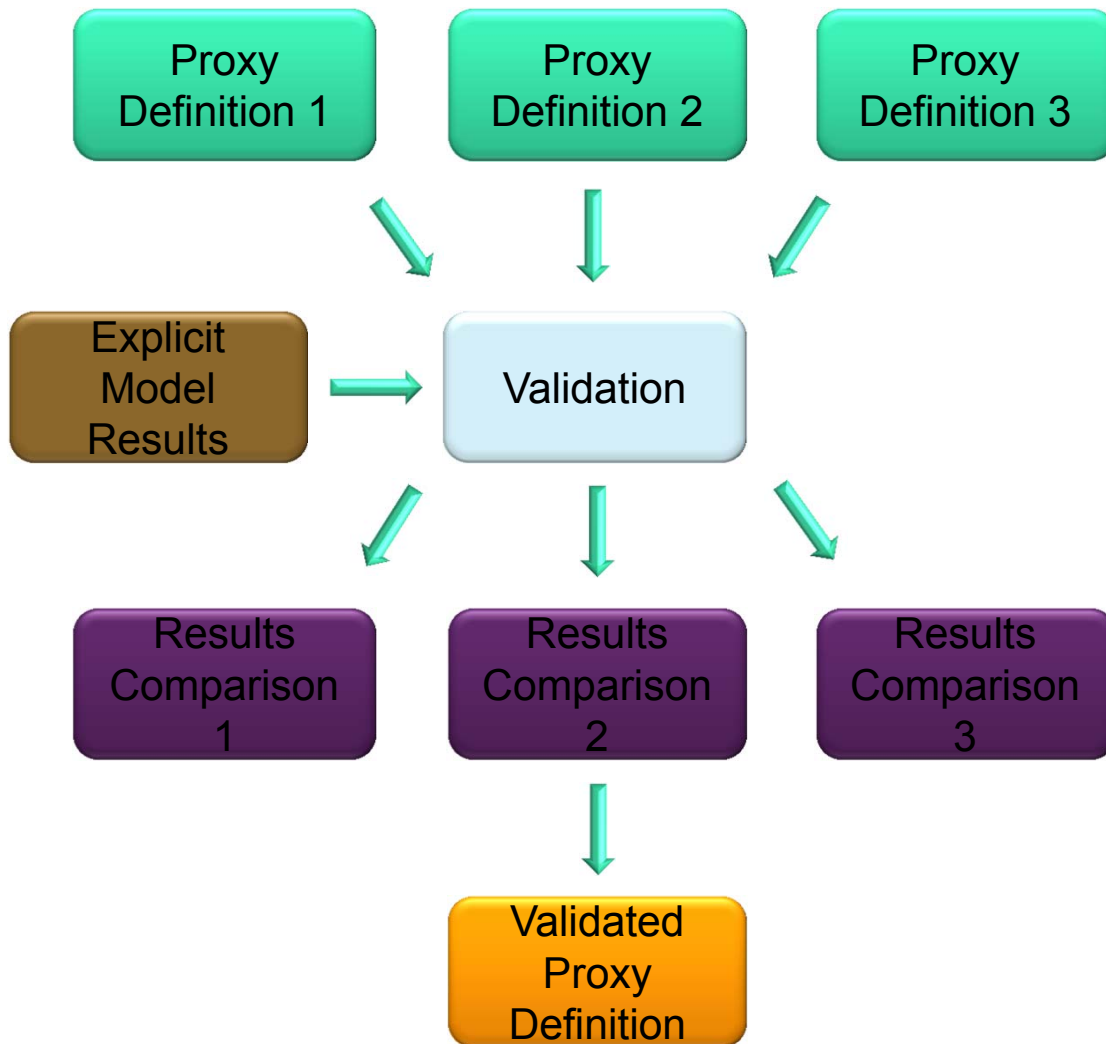 Proxy
Definition 1
Proxy
Definition 2
Proxy
Definition 3
Explicit
Model
Results
Validation
Results
Comparison
1
Results
Comparison
2
Results
Comparison
3
Validated
Proxy
Definition